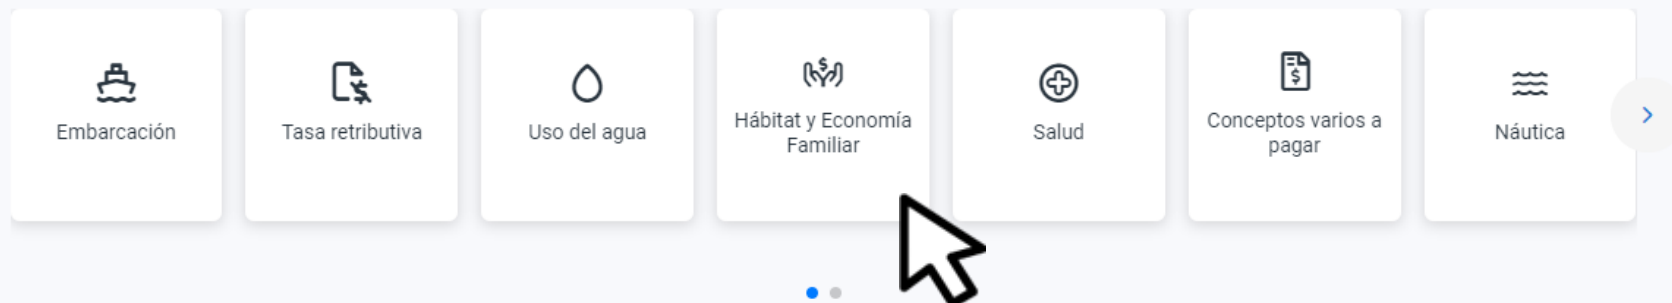 Embarcación
Tasa retributiva
Uso del agua
Hábitat y Economía
Familiar
Salud
Conceptos varios a
pagar
Náutica